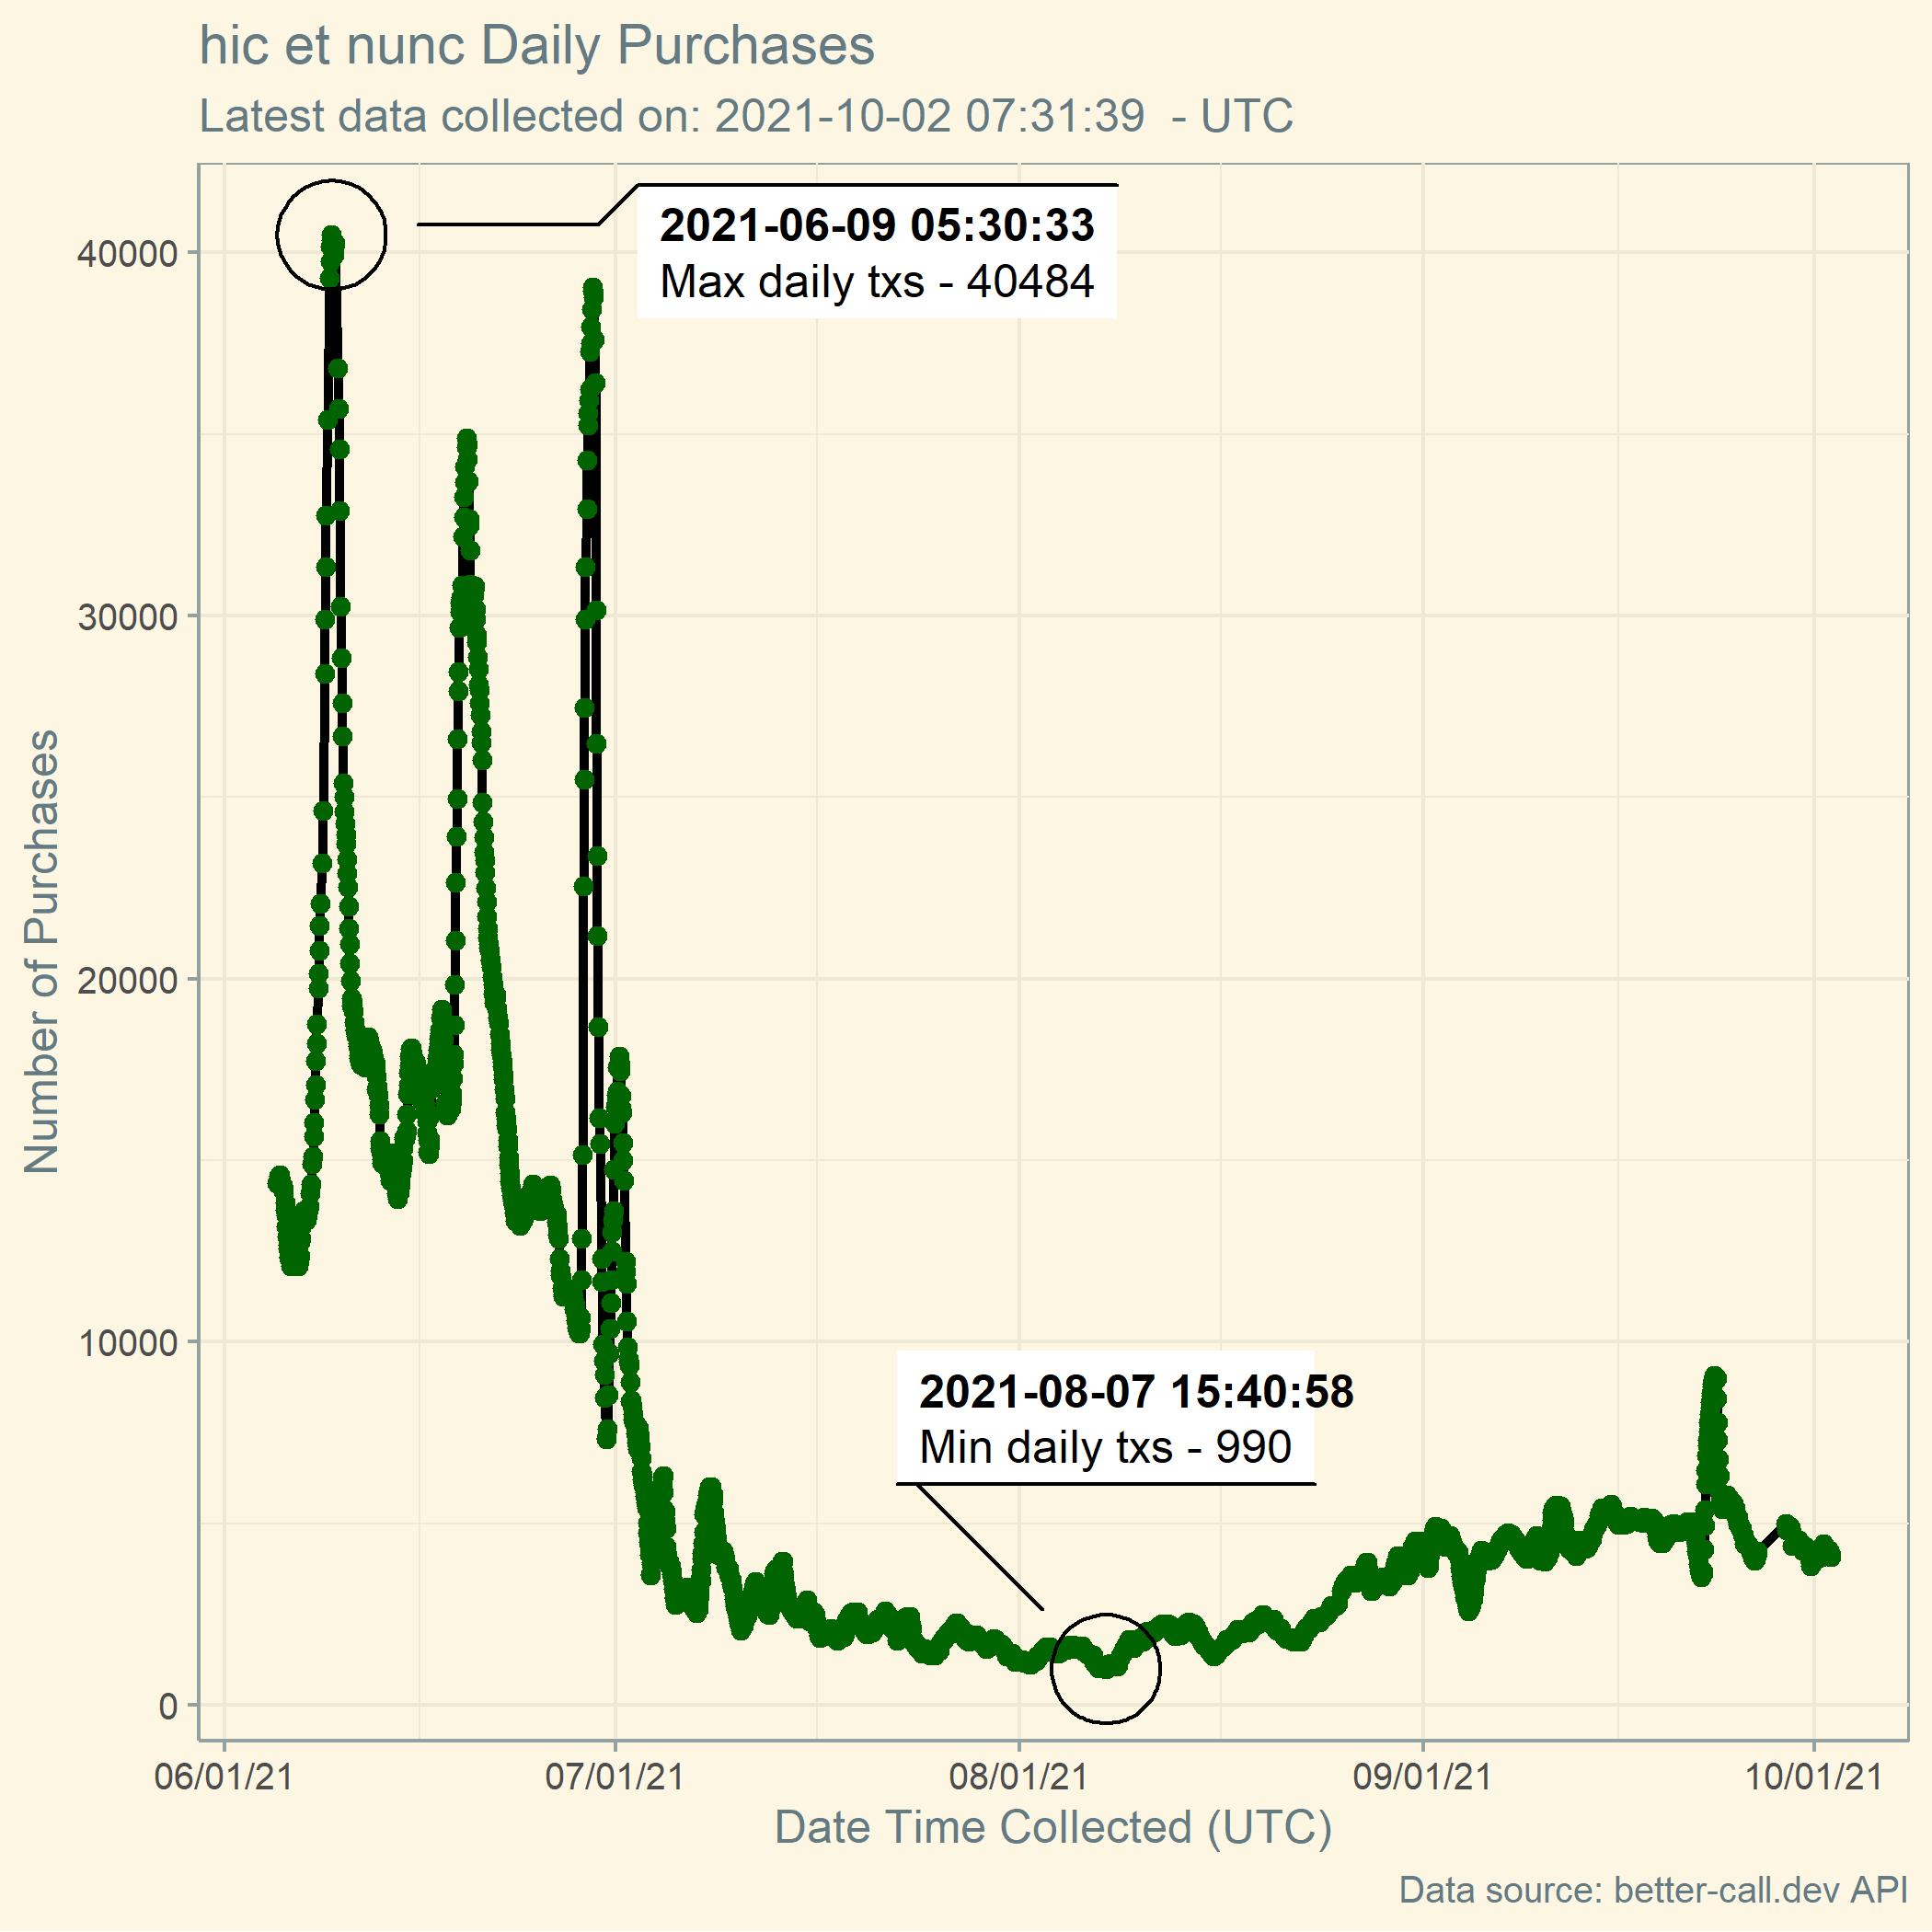 hic et nunc Daily Purchases
Latest data collected on: 2021-10-02 07:31:39  - UTC
2021-06-09 05:30:33
Max daily txs - 40484
40000
30000
20000
10000
0
Number of Purchases
2021-08-07 15:40:58
Min daily txs - 990
06/01/21 07/01/21 08/01/21 09/01/21 10/01/21
Date Time Collected (UTC)
Data source: better-call.dev API